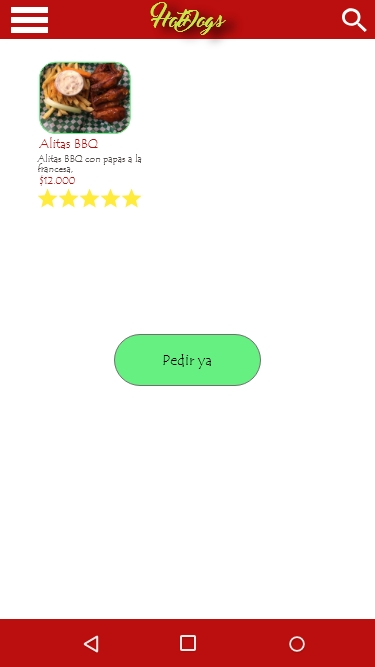 HotDogs
Alitas BBQ
Alitas BBQ con papas a la
francesa,
$12.000
Pedir ya